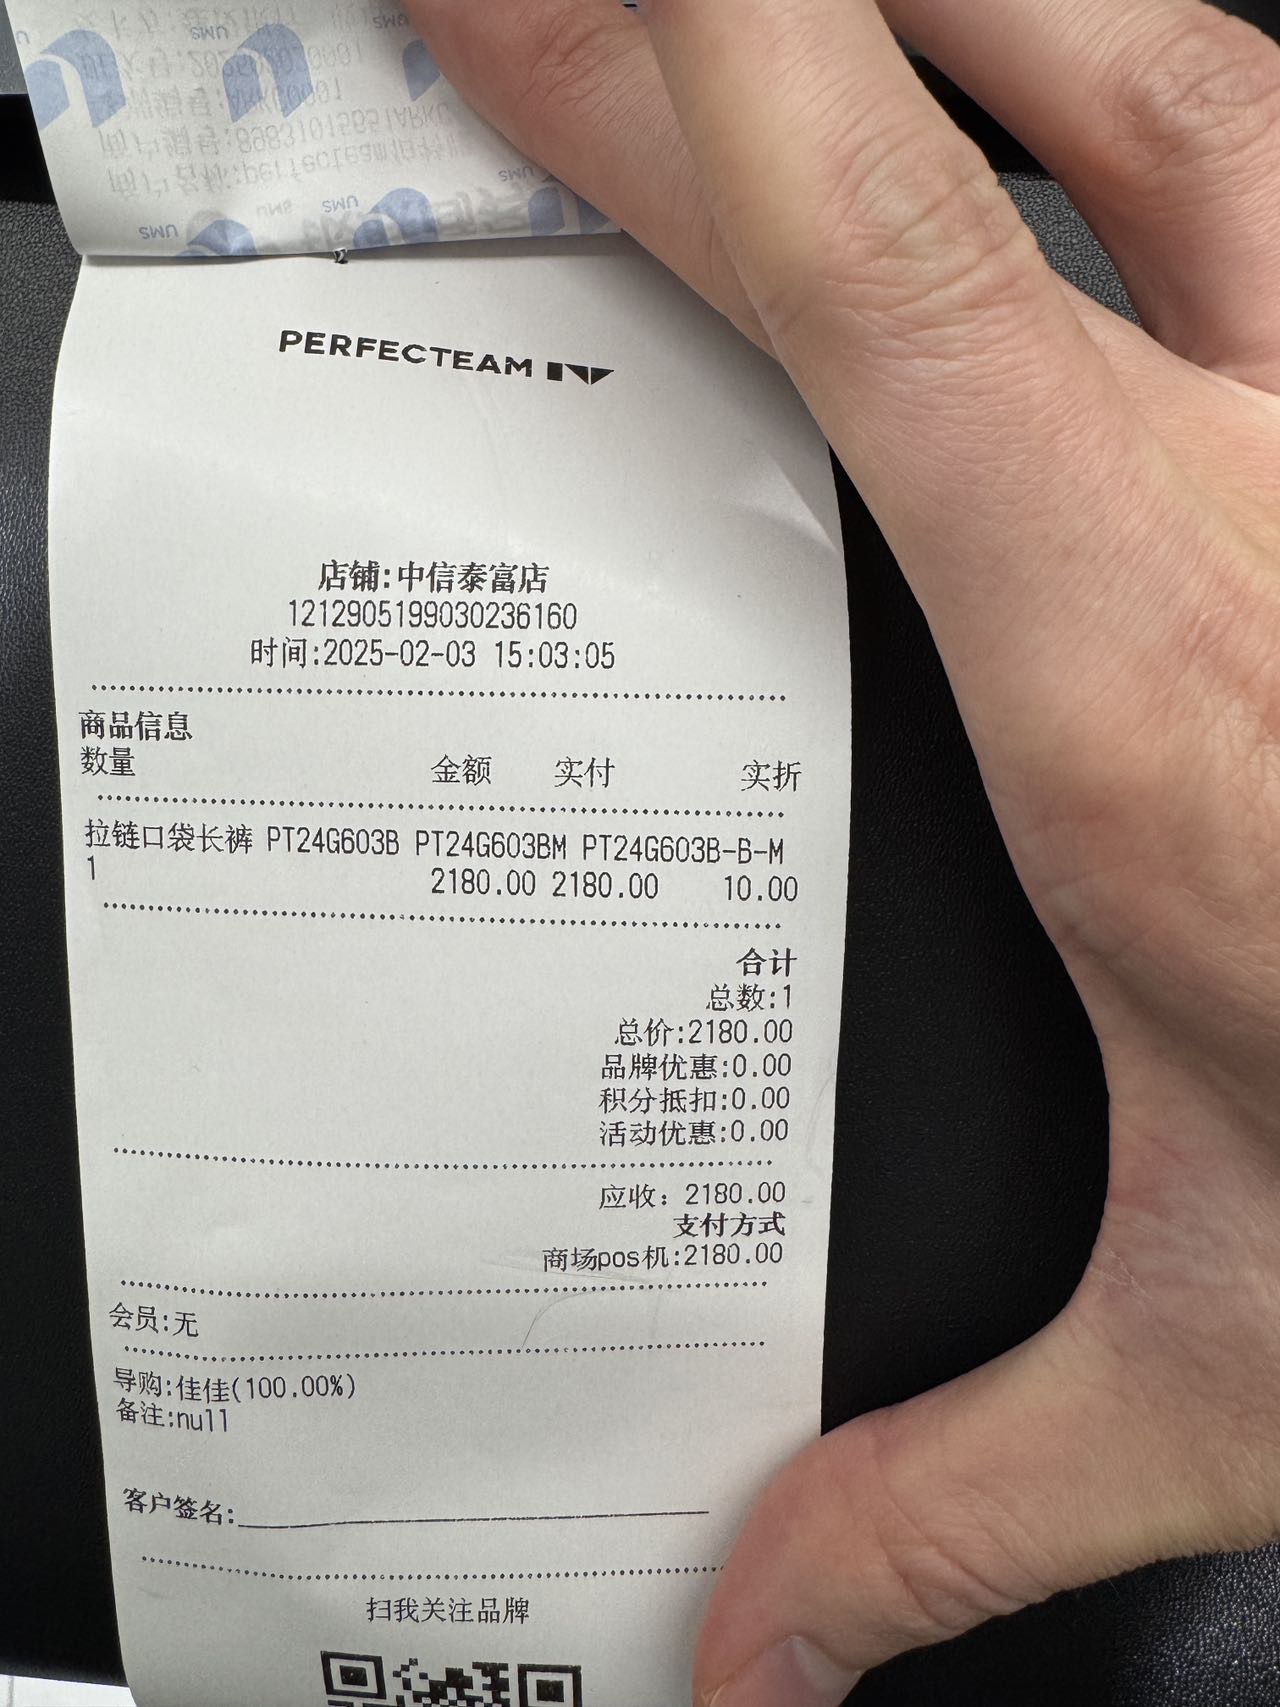 UMS
UMS
UMS
UMS
PERFECTEAM
店铺:中信泰富店
1212905199030236160
时间:2025-02-03 15:03:05
商品信息
数量 金额 实付 实折
拉链口袋长裤 PT24G603B PT24G603BM PT24G603B-B-M
1 2180.00 2180.00 10.00
合计
总数:1
总价:2180.00
品牌优惠:0.00
积分抵扣:0.00
活动优惠:0.00
应收: 2180.00
支付方式
商场pos机:2180.00
会员:无
导购:佳佳(100.00%)
备注:null
客户签名:
扫我关注品牌